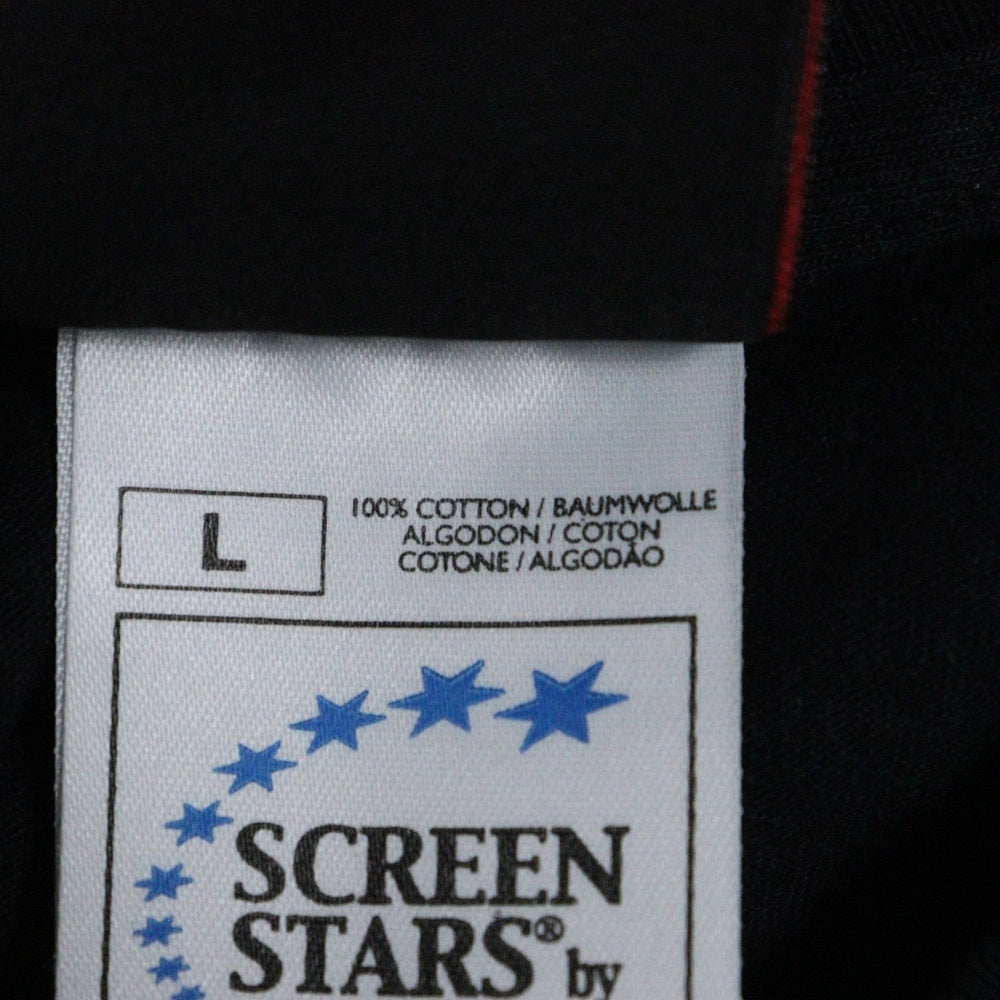 L
100% COTTON / BAUMWOLLE
ALGODON / COTON
COTONE / ALGODÃO
SCREEN
STARS® by